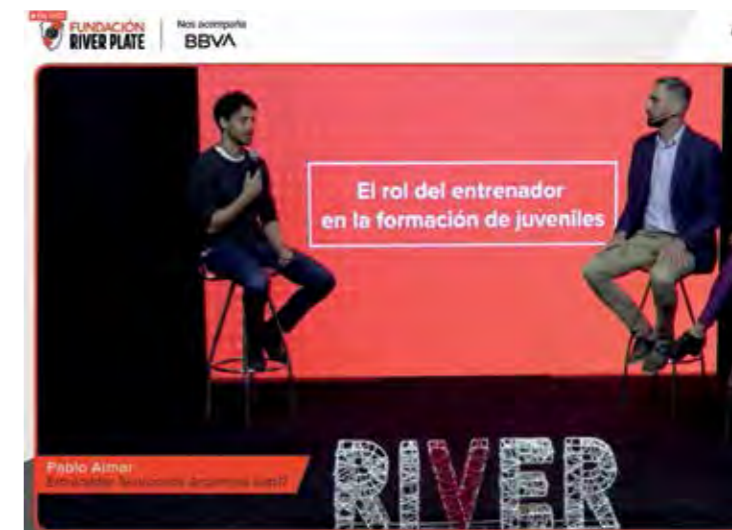 FUNDACIÓN
RIVER PLATE
Nos acompaña
BBVA
El rol del entrenador
en la formación de juveniles
Pablo Aimar
RIVER